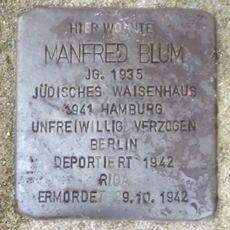 HIER WOHNTE
MANFRED BLUM
JG. 1935
JÜDISCHES WAISENHAUS
1941 HAMBURG
UNFREIWILLIG VERZOGEN
BERLIN
DEPORTIERT 1942
RIGA
ERMORDET 10. 1942